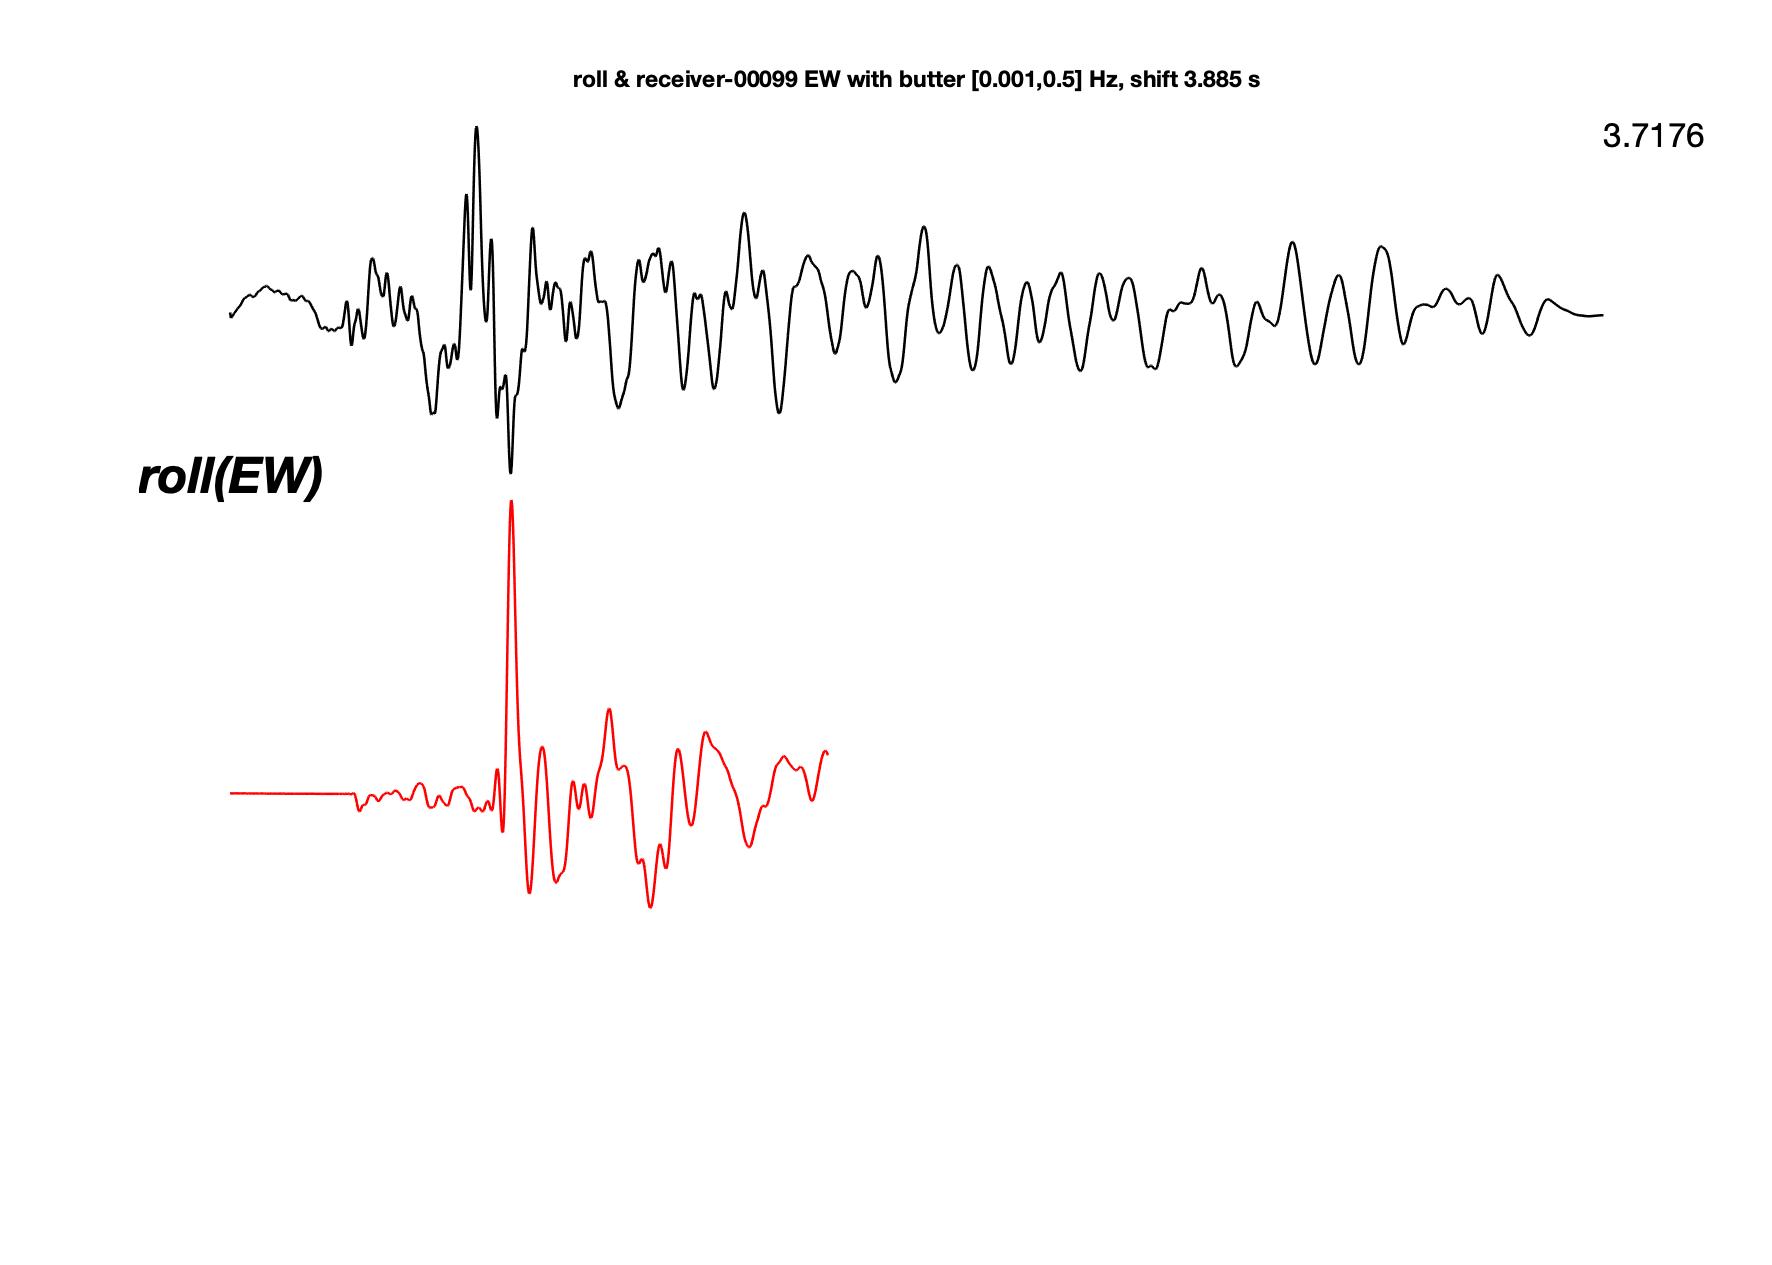 roll & receiver-00099 EW with butter [0.001,0.5] Hz, shift 3.885 s
3.7176
roll(EW)